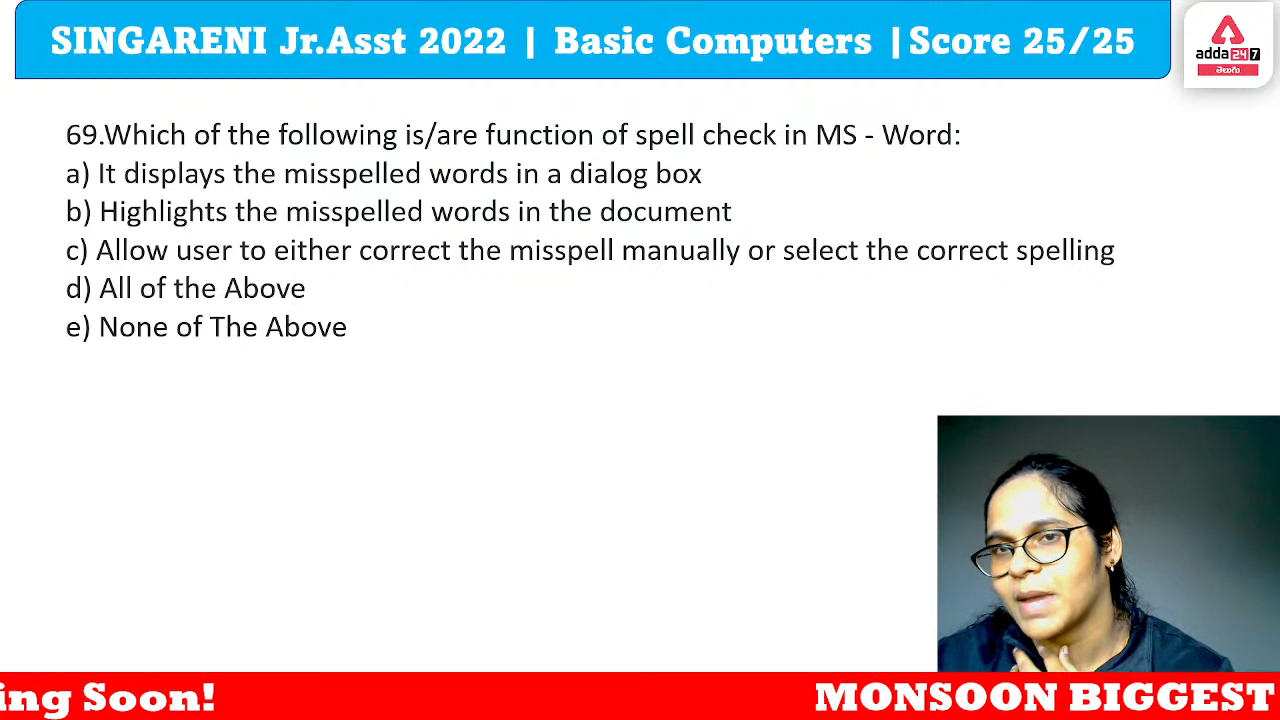 SINGARENI Jr.Asst 2022 | Basic Computers |Score 25/25
adda 24 7
తెలుగు
69.Which of the following is/are function of spell check in MS - Word:
a) It displays the misspelled words in a dialog box
b) Highlights the misspelled words in the document
c) Allow user to either correct the misspell manually or select the correct spelling
d) All of the Above
e) None of The Above
ing Soon! MONSOON BIGGEST